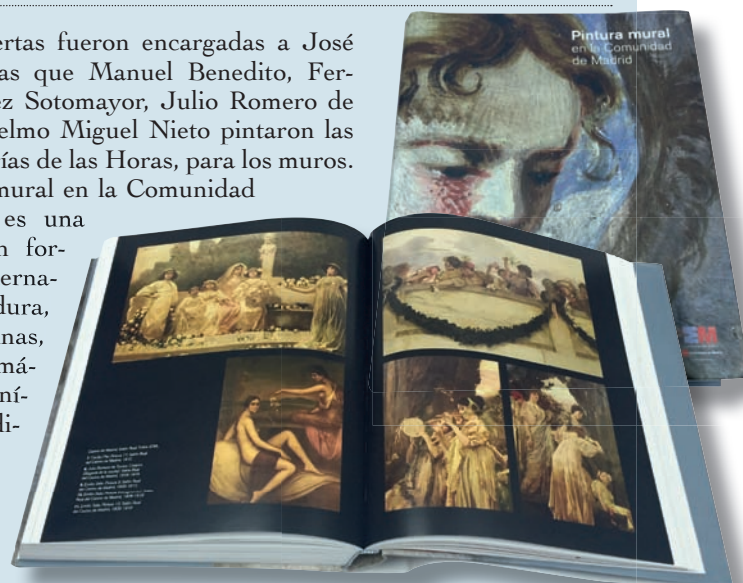 ertas fueron encargadas a José
as que Manuel Benedito, Fer-
ez Sotomayor, Julio Romero de
elmo Miguel Nieto pintaron las
ías de las Horas, para los muros.
mural en la Comunidad
es una
n for-
erna-
dura,
nas,
má-
ní-
di-
Pintura mural
en la Comunidad
de Madrid